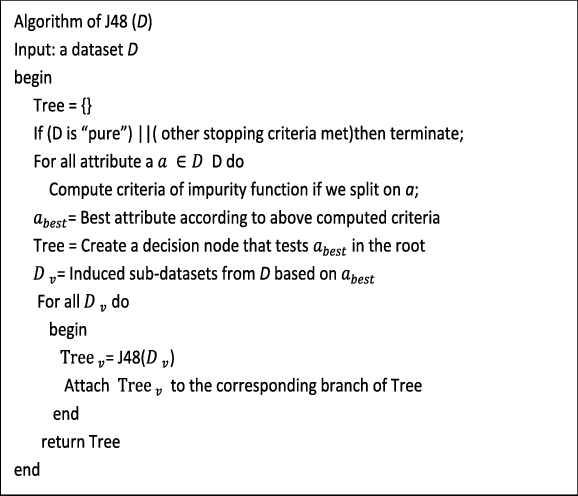 Algorithm of J48 (D)
Input: a dataset D
begin
Tree = {}
If (D is “pure”) ||( other stopping criteria met)then terminate;
For all attribute a a ∈ D D do
Compute criteria of impurity function if we split on a;
a_best= Best attribute according to above computed criteria
Tree = Create a decision node that tests a_best in the root
D_v= Induced sub-datasets from D based on a_best
For all D_v do
begin
Tree_v= J48(D_v)
Attach Tree_v to the corresponding branch of Tree
end
return Tree
end